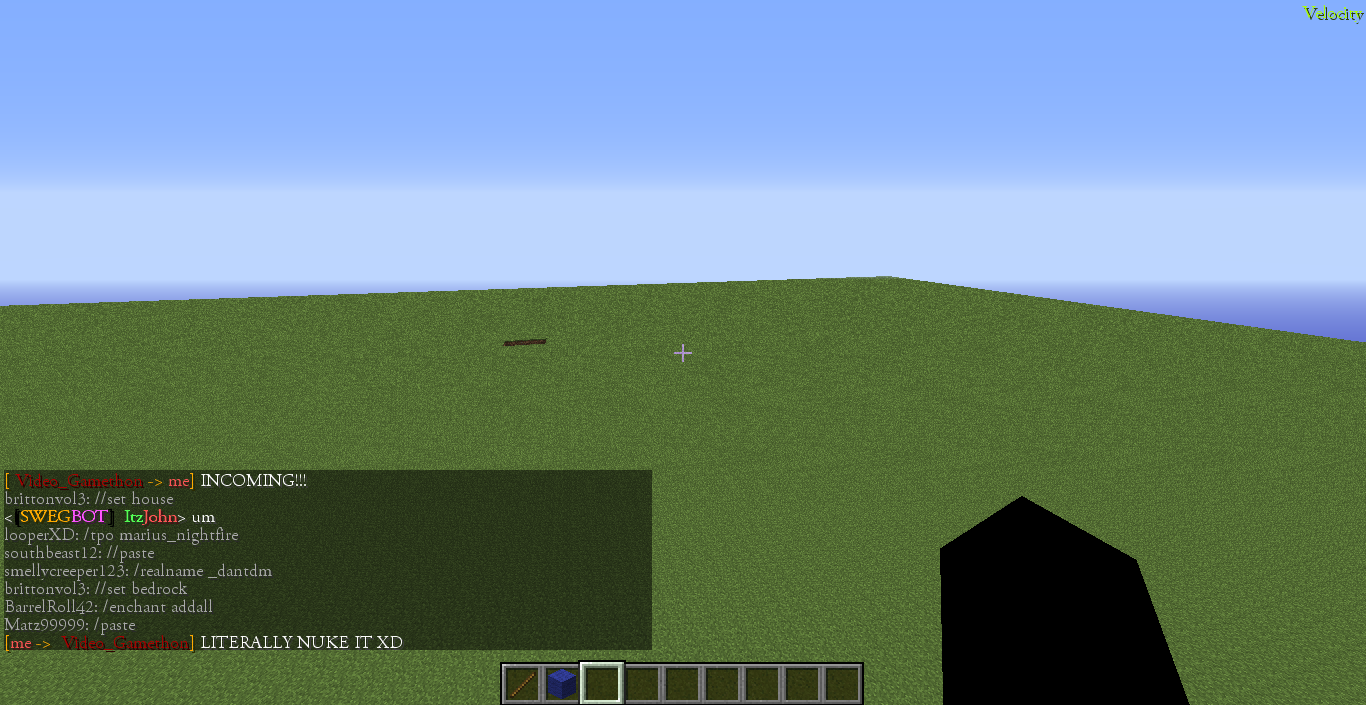 Velocity
[ Video_Gamethon -> me] INCOMING!!!
brittonvol3: //set house
<[SWEGBOT] ItzJohn> um
looperXD: /tpo marius_nightfire
southbeast12: //paste
smellycreeper123: /realname _dantdm
brittonvol3: //set bedrock
BarrelRoll42: /enchant addall
Matz99999: /paste
[me -> Video_Gamethon] LITERALLY NUKE IT XD